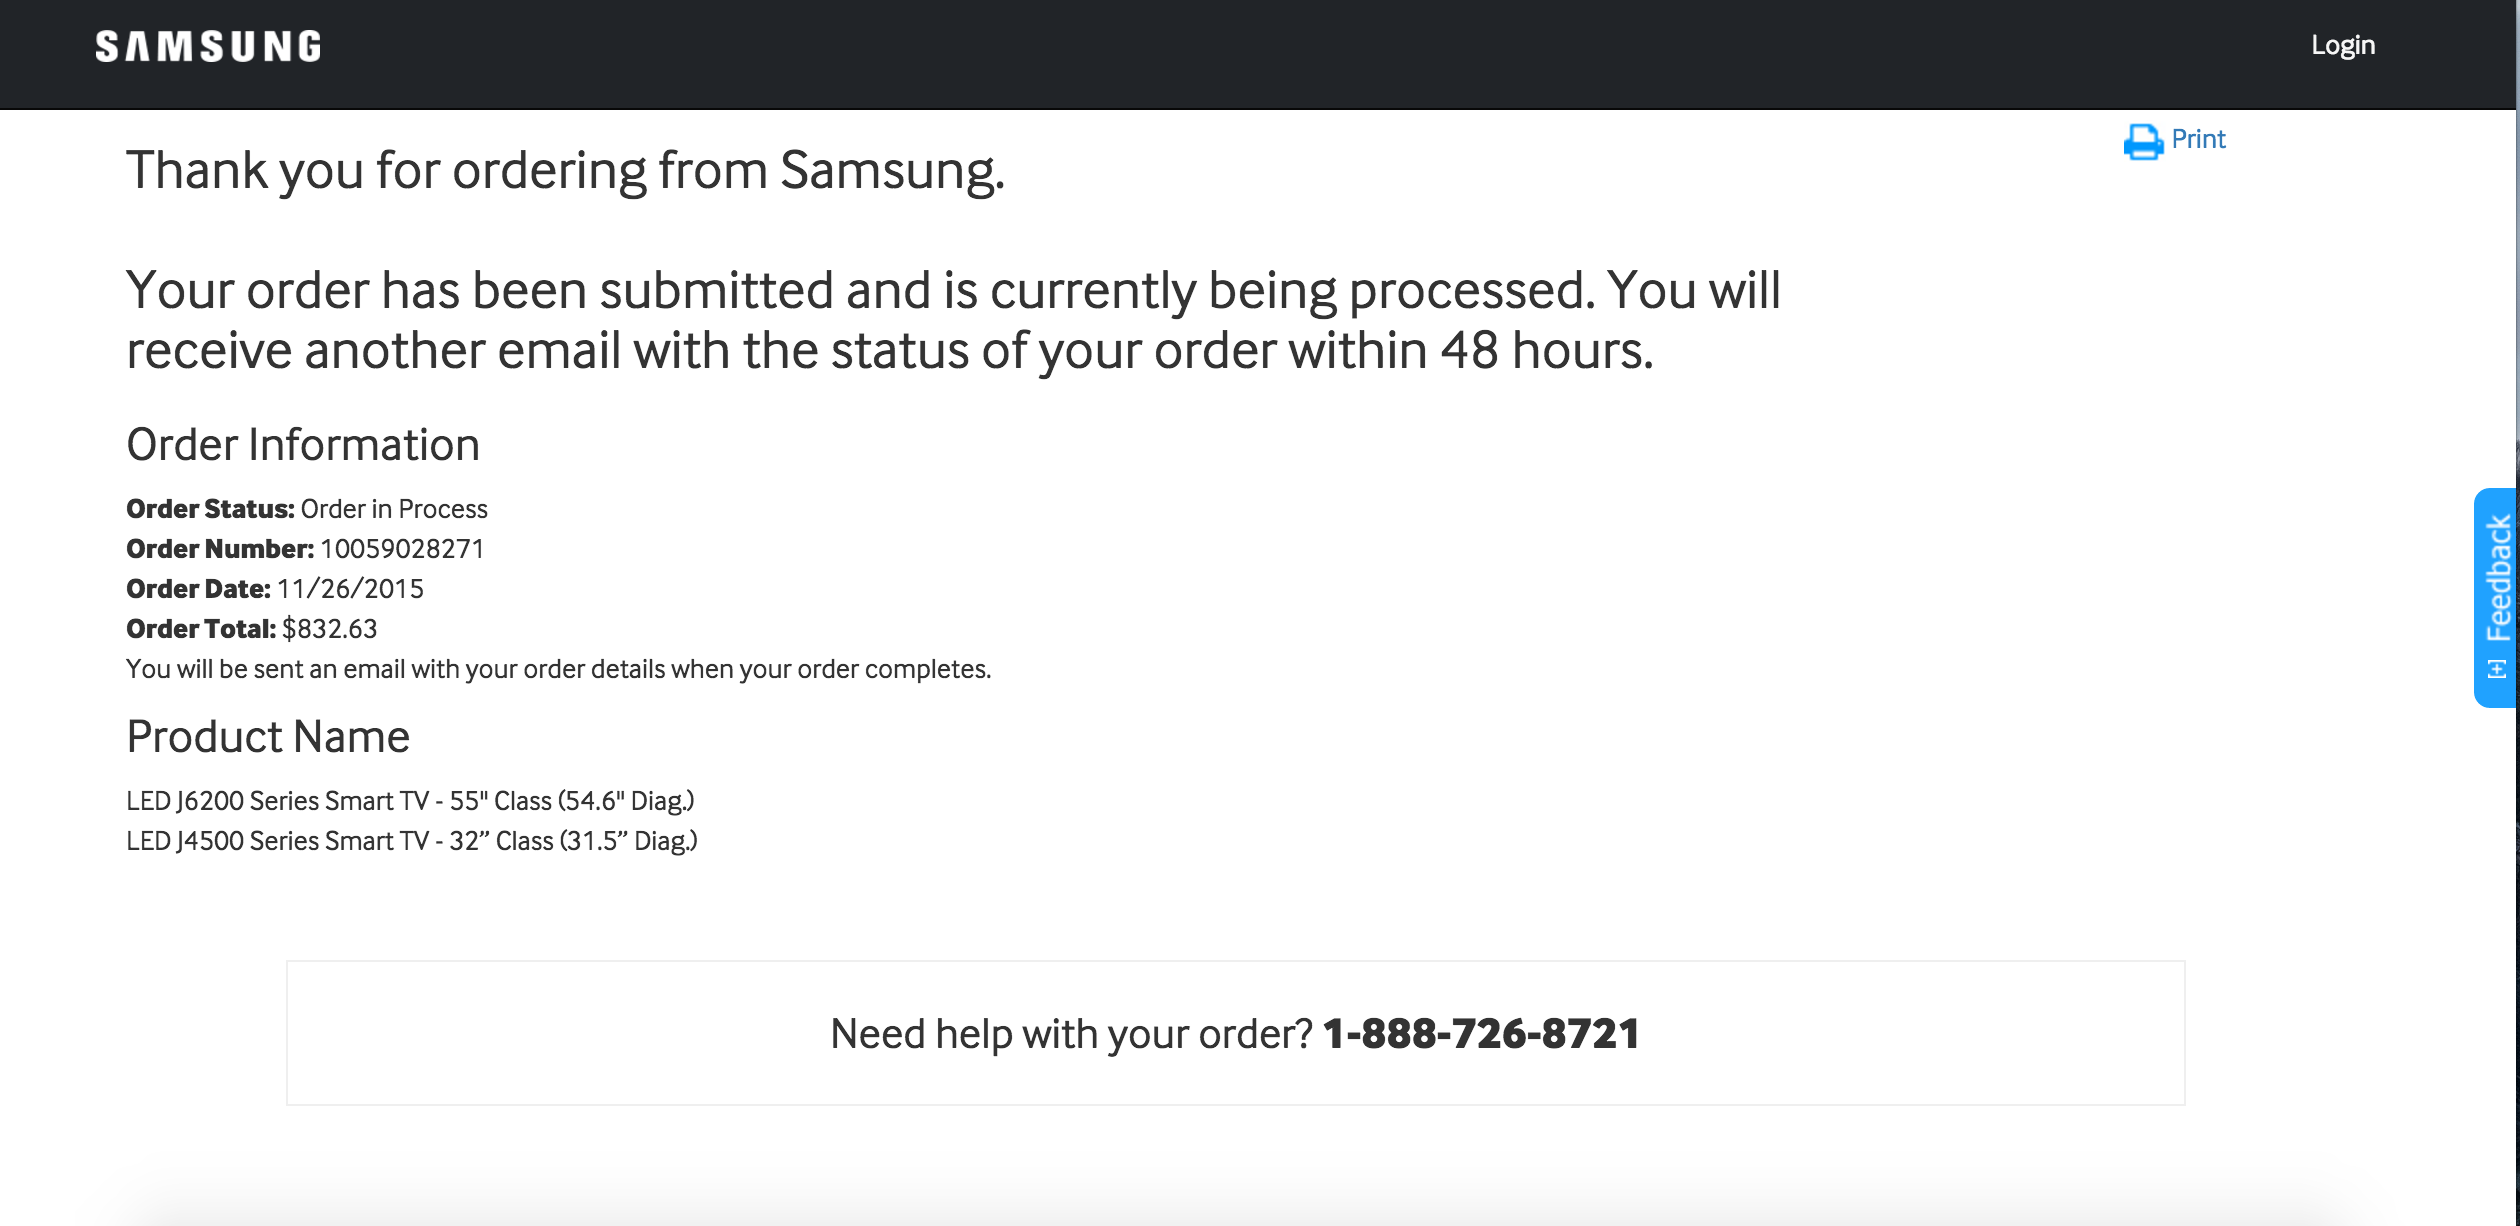 SAMSUNG
Login
Print
Thank you for ordering from Samsung.
Your order has been submitted and is currently being processed. You will
receive another email with the status of your order within 48 hours.
Order Information
Order Status: Order in Process
Order Number: 10059028271
Order Date: 11/26/2015
Order Total: $832.63
You will be sent an email with your order details when your order completes.
[+] Feedback
Product Name
LED J6200 Series Smart TV - 55" Class (54.6" Diag.)
LED J4500 Series Smart TV - 32” Class (31.5” Diag.)
Need help with your order? 1-888-726-8721